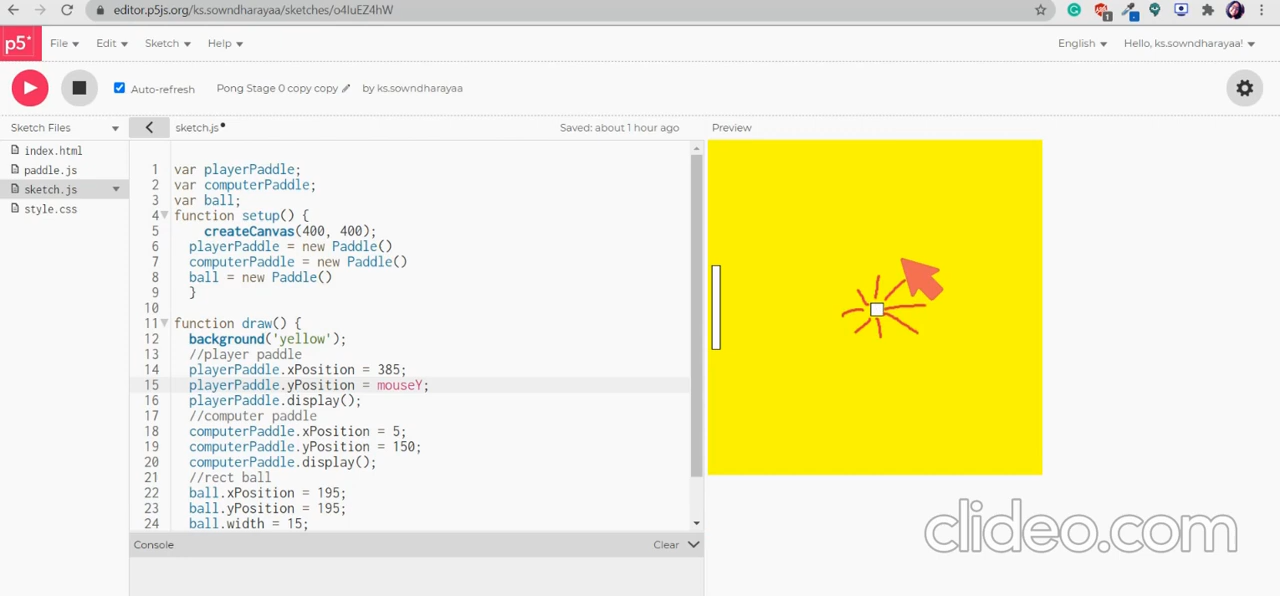 editor.p5js.org/ks.sowndharayaa/sketches/o4IuEZ4hW
p5*
File
Edit
Sketch
Help
English
Hello, ks.sowndharayaa!
Auto-refresh
Pong Stage 0 copy copy
by ks.sowndharayaa
Sketch Files
index.html
paddle.js
sketch.js
style.css
sketch.js
Saved: about 1 hour ago
Preview
1 var playerPaddle;
2 var computerPaddle;
3 var ball;
4 function setup() {
5 createCanvas(400, 400);
6 playerPaddle = new Paddle()
7 computerPaddle = new Paddle()
8 ball = new Paddle()
9 }
10
11 function draw() {
12 background('yellow');
13 //player paddle
14 playerPaddle.xPosition = 385;
15 playerPaddle.yPosition = mouseY;
16 playerPaddle.display();
17 //computer paddle
18 computerPaddle.xPosition = 5;
19 computerPaddle.yPosition = 150;
20 computerPaddle.display();
21 //rect ball
22 ball.xPosition = 195;
23 ball.yPosition = 195;
24 ball.width = 15;
Console
Clear
clideo.com